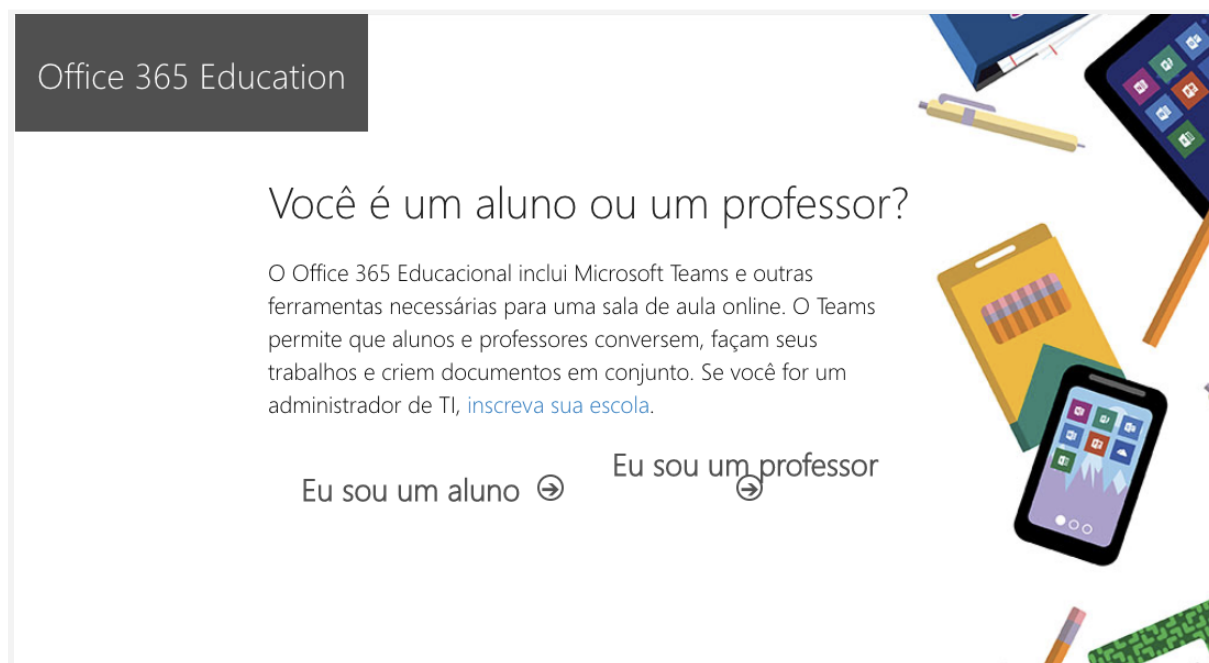 Office 365 Education
Você é um aluno ou um professor?
O Office 365 Educacional inclui Microsoft Teams e outras
ferramentas necessárias para uma sala de aula online. O Teams
permite que alunos e professores conversem, façam seus
trabalhos e criem documentos em conjunto. Se você for um
administrador de TI, inscreva sua escola.
Eu sou um aluno
Eu sou um professor